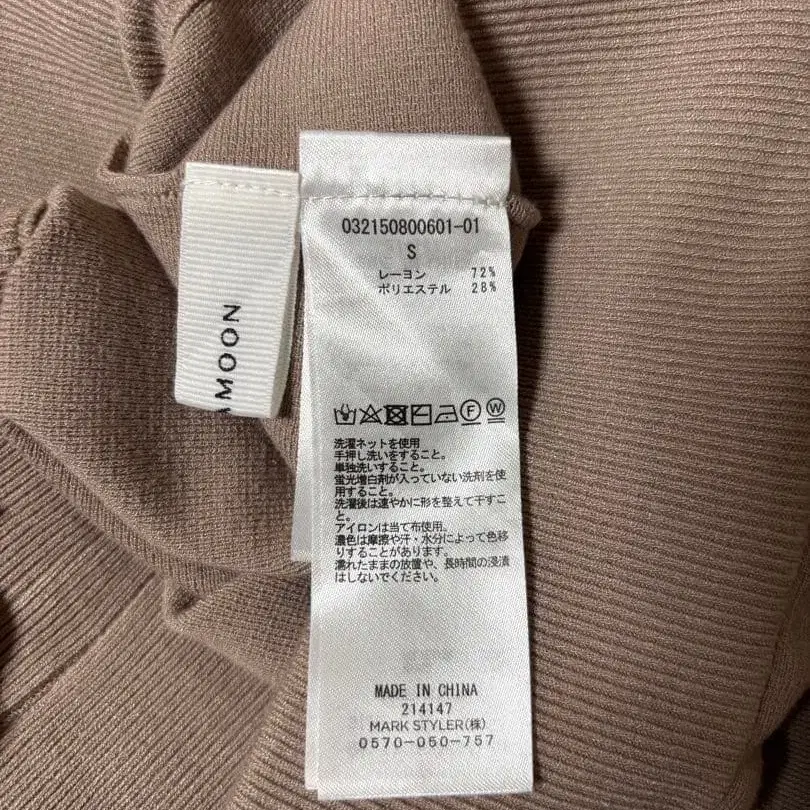 MOON
032150800601-01
S
レーヨン 72%
ポリエステル 28%
F W
洗濯ネットを使用
手押し洗いをすること。
単独洗いすること。
蛍光増白剤が入っていない洗剤を使
用すること。
洗濯後は速やかに形を整えて干すこ
と。
アイロンは当て布使用。
濃色は摩擦や汗・水分によって色移
りすることがあります。
濡れたままの放置や、長時間の浸漬
はしないでください。
MADE IN CHINA
214147
MARK STYLER(株)
0570-050-757